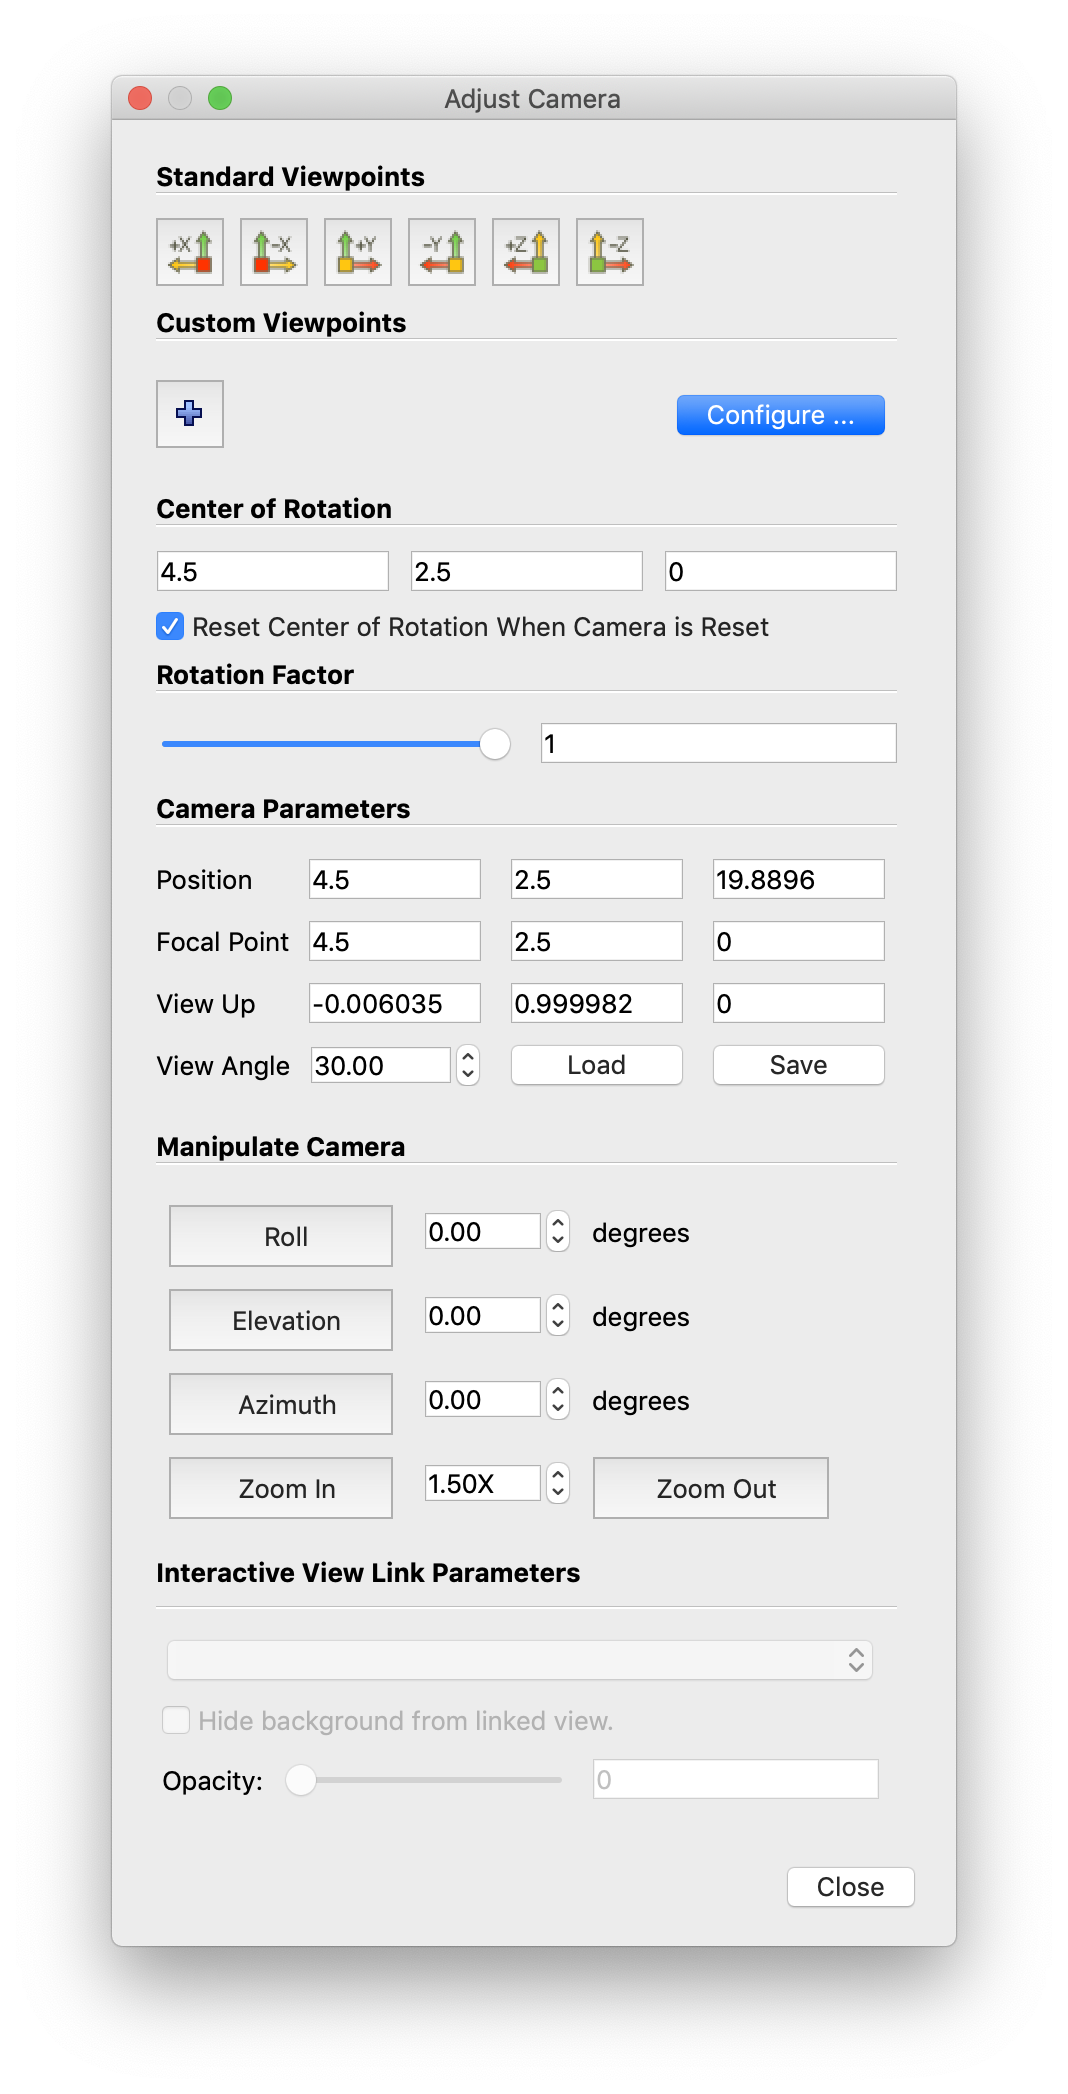 Adjust Camera
Standard Viewpoints
+X -X +Y -Y +Z -Z
Custom Viewpoints
Configure ...
Center of Rotation
4.5 2.5 0
Reset Center of Rotation When Camera is Reset
Rotation Factor
1
Camera Parameters
Position 4.5 2.5 19.8896
Focal Point 4.5 2.5 0
View Up -0.006035 0.999982 0
View Angle 30.00 Load Save
Manipulate Camera
Roll 0.00 degrees
Elevation 0.00 degrees
Azimuth 0.00 degrees
Zoom In 1.50X Zoom Out
Interactive View Link Parameters
Hide background from linked view.
Opacity: 0
Close